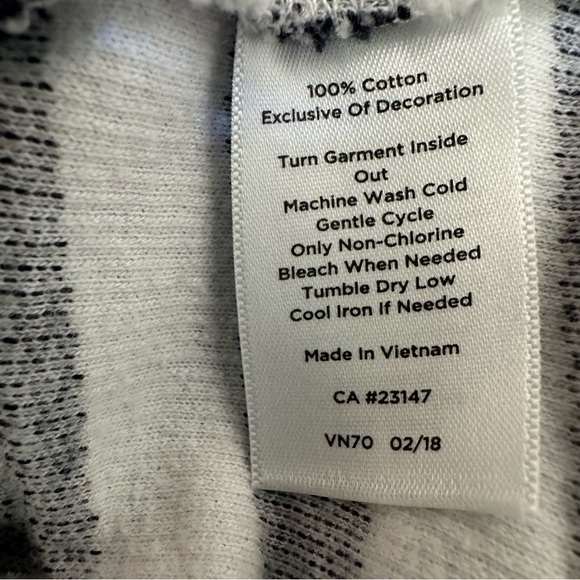 100% Cotton
Exclusive Of Decoration
Turn Garment Inside
Out
Machine Wash Cold
Gentle Cycle
Only Non-Chlorine
Bleach When Needed
Tumble Dry Low
Cool Iron If Needed
Made In Vietnam
CA #23147
VN70 02/18